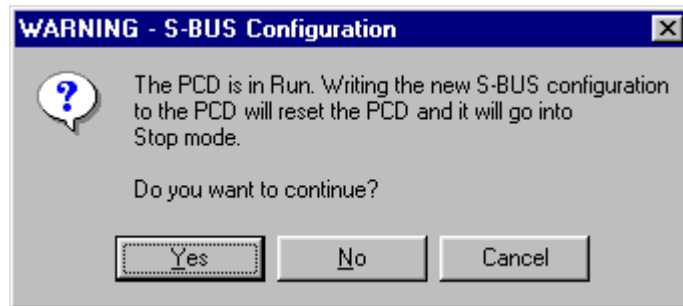 WARNING - S-BUS Configuration
The PCD is in Run. Writing the new S-BUS configuration
to the PCD will reset the PCD and it will go into
Stop mode.
Do you want to continue?
Yes No Cancel